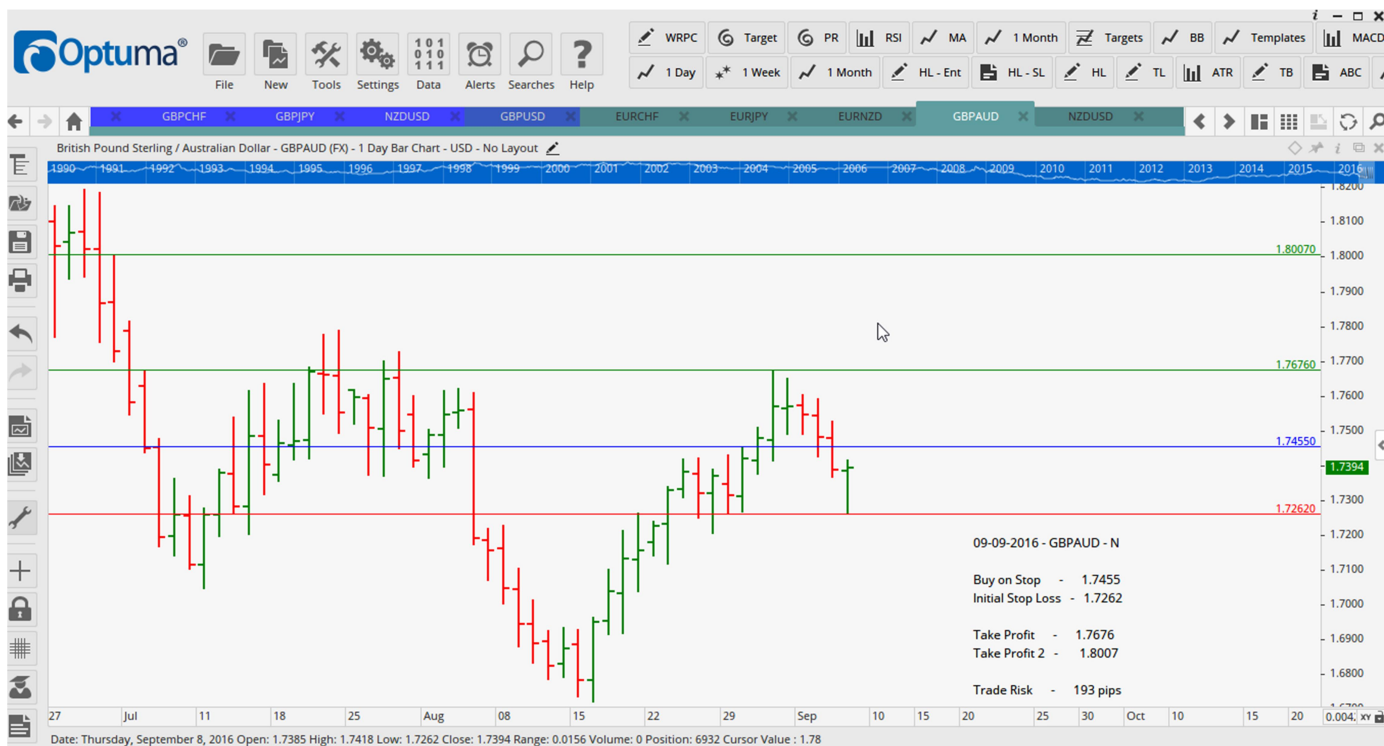 i
Optuma®
File
New
Tools
Settings
101 010 111
Data
Alerts
Searches
?
Help
WRPC
Target
PR
RSI
MA
1 Month
Targets
BB
Templates
MACD
1 Day
1 Week
1 Month
HL - Ent
HL - SL
HL
TL
ATR
TB
ABC
GBPCHF
GBPJPY
NZDUSD
GBPUSD
EURCHF
EURJPY
EURNZD
GBPAUD
NZDUSD
British Pound Sterling / Australian Dollar - GBPAUD (FX) - 1 Day Bar Chart - USD - No Layout
1990 1991 1992 1993 1994 1995 1996 1997 1998 1999 2000 2001 2002 2003 2004 2005 2006 2007 2008 2009 2010 2011 2012 2013 2014 2015 2016
1.8200
1.8100
1.80070
1.8000
1.7900
1.7800
1.7700
1.76760
1.7600
1.7500
1.74550
1.7394
1.7300
1.72620
1.7200
1.7100
1.7000
1.6900
1.6800
09-09-2016 - GBPAUD - N
Buy on Stop - 1.7455
Initial Stop Loss - 1.7262
Take Profit - 1.7676
Take Profit 2 - 1.8007
Trade Risk - 193 pips
27 Jul 11 18 25 Aug 08 15 22 29 Sep 10 15 20 25 30 Oct 10 15 20 0.004 XY
Date: Thursday, September 8, 2016 Open: 1.7385 High: 1.7418 Low: 1.7262 Close: 1.7394 Range: 0.0156 Volume: 0 Position: 6932 Cursor Value : 1.78